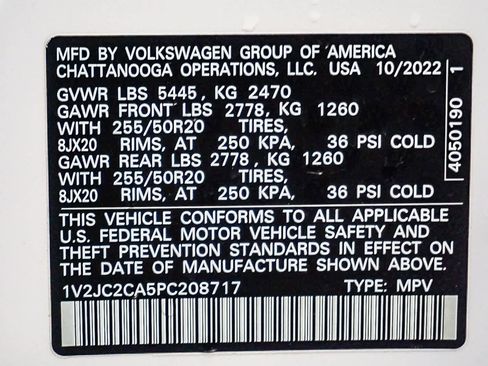 MFD BY VOLKSWAGEN GROUP OF AMERICA
CHATTANOOGA OPERATIONS, LLC. USA 10/2022
GVWR LBS 5445, KG 2470
GAWR FRONT LBS 2778, KG 1260
WITH 255/50R20 TIRES,
8JX20 RIMS, AT 250 KPA, 36 PSI COLD
GAWR REAR LBS 2778, KG 1260
WITH 255/50R20 TIRES,
8JX20 RIMS, AT 250 KPA, 36 PSI COLD
4050190 1
THIS VEHICLE CONFORMS TO ALL APPLICABLE
U.S. FEDERAL MOTOR VEHICLE SAFETY AND
THEFT PREVENTION STANDARDS IN EFFECT ON
THE DATE OF MANUFACTURE SHOWN ABOVE.
1V2JC2CA5PC208717 TYPE: MPV